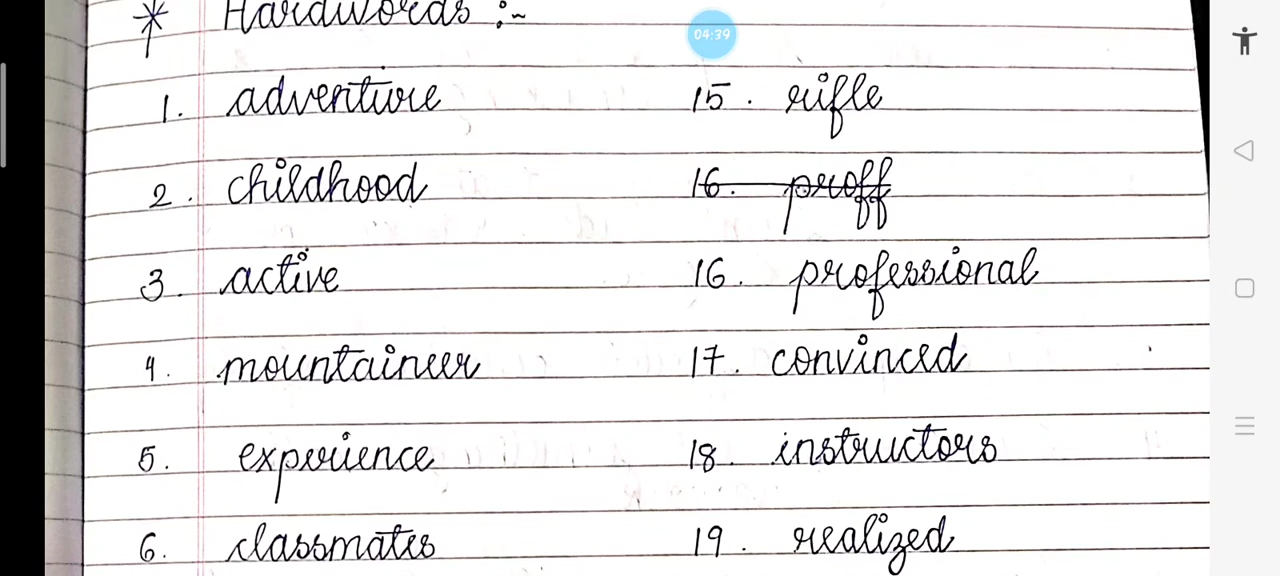 * Hardwords :~
04:39
1. adventure 15. rifle
2. childhood 16. proff
3. active 16. professional
4. mountaineer 17. convinced
5. experience 18. instructors
6. classmates 19. realized